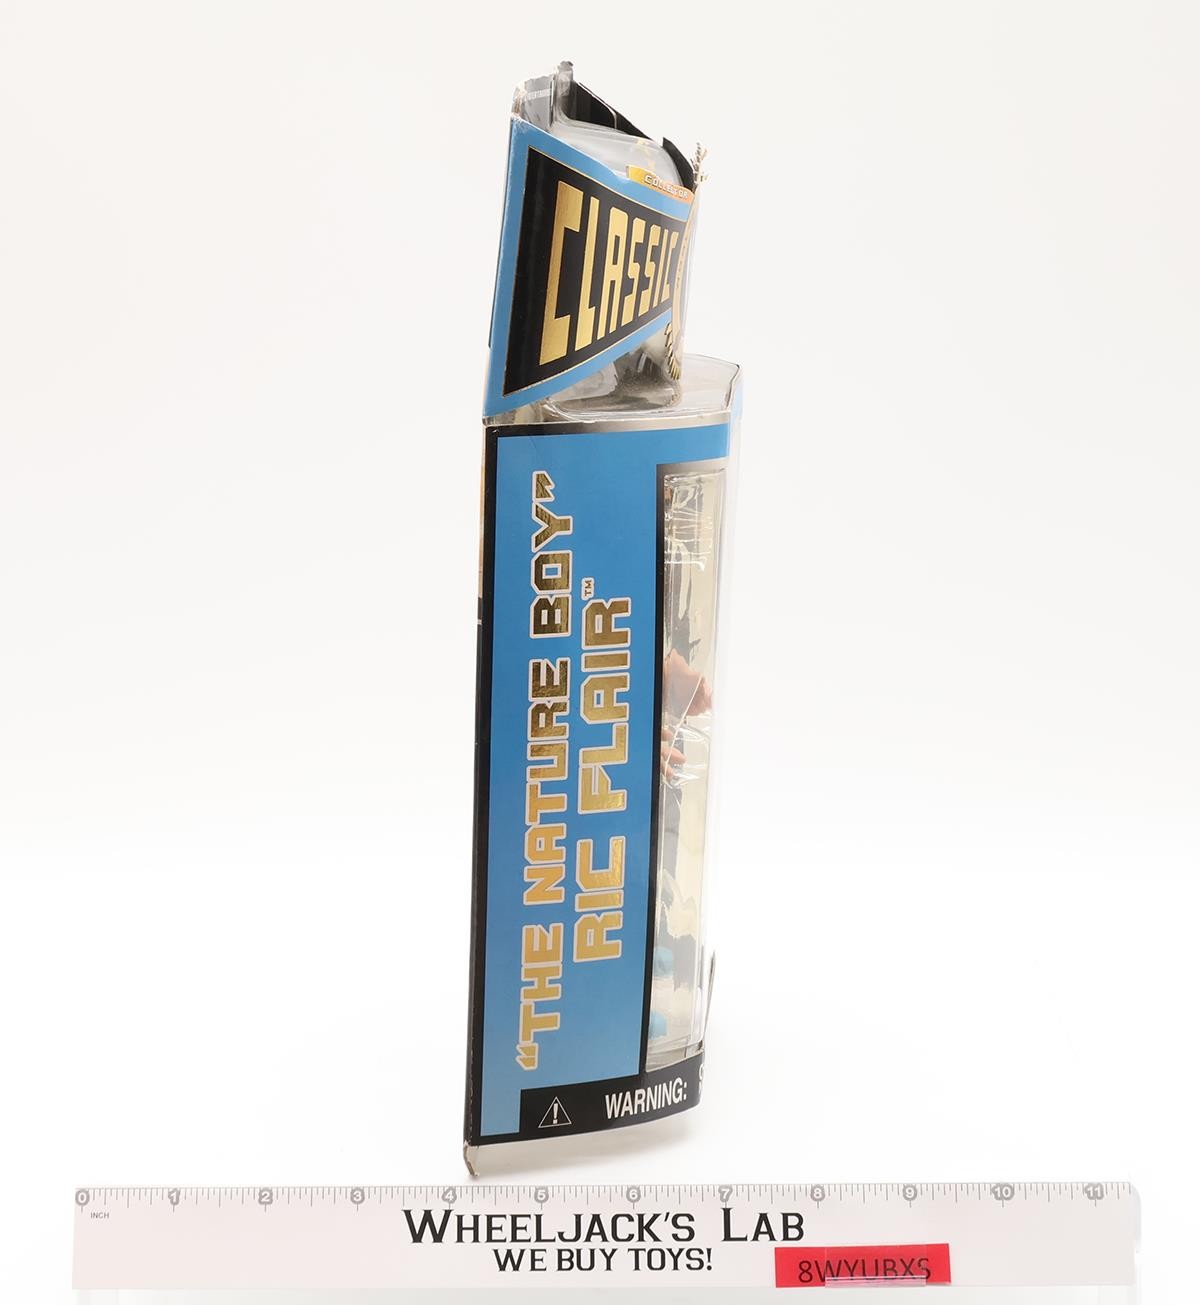 COLLECTOR
CLASSIC
"THE NATURE BOY"
RIC FLAIR™
WARNING:
0 1 2 3 4 5 6 7 8 9 10 11
INCH
WHEELJACK'S LAB
WE BUY TOYS!
8WYUBXS